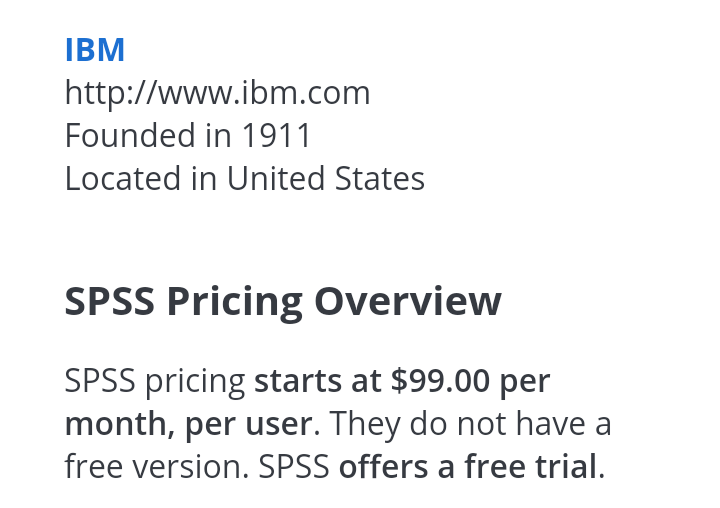 IBM
http://www.ibm.com
Founded in 1911
Located in United States
SPSS Pricing Overview
SPSS pricing starts at $99.00 per
month, per user. They do not have a
free version. SPSS offers a free trial.